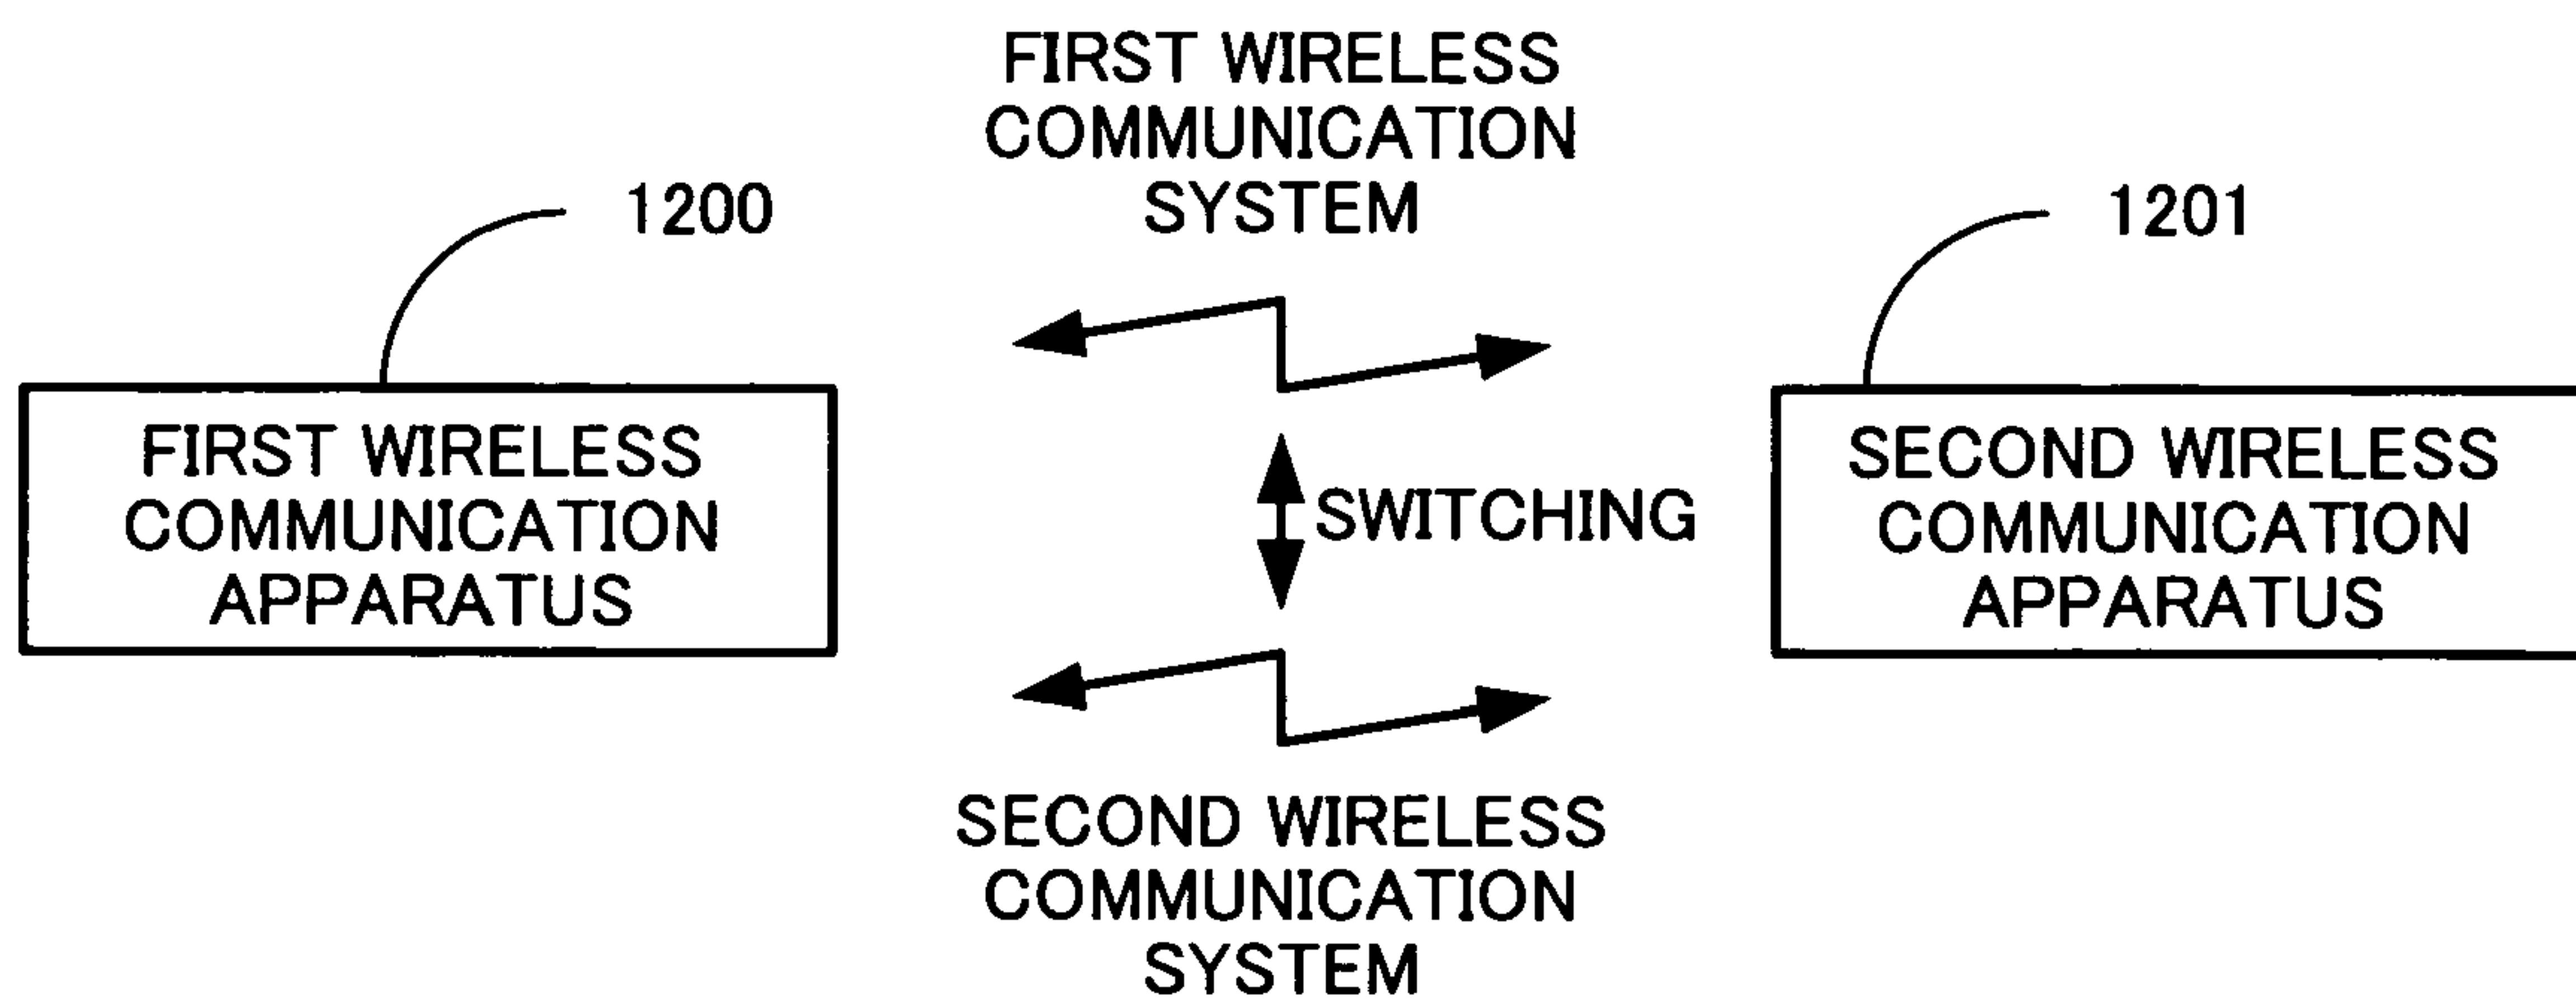 FIRST WIRELESS
COMMUNICATION
SYSTEM
1200
1201
FIRST WIRELESS
COMMUNICATION
APPARATUS
SWITCHING
SECOND WIRELESS
COMMUNICATION
APPARATUS
SECOND WIRELESS
COMMUNICATION
SYSTEM